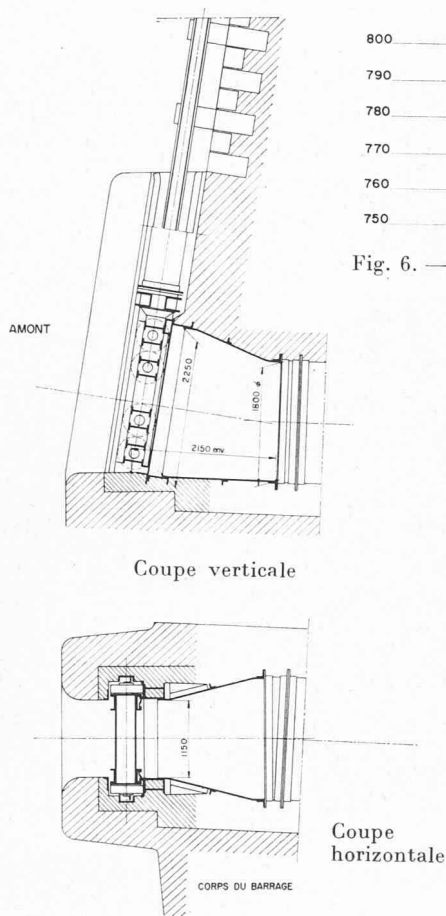 800
790
780
770
760
750
Fig. 6. —
AMONT
2250
1800 ϕ
2150 mv.
Coupe verticale
1150
Coupe
horizontale
CORPS DU BARRAGE